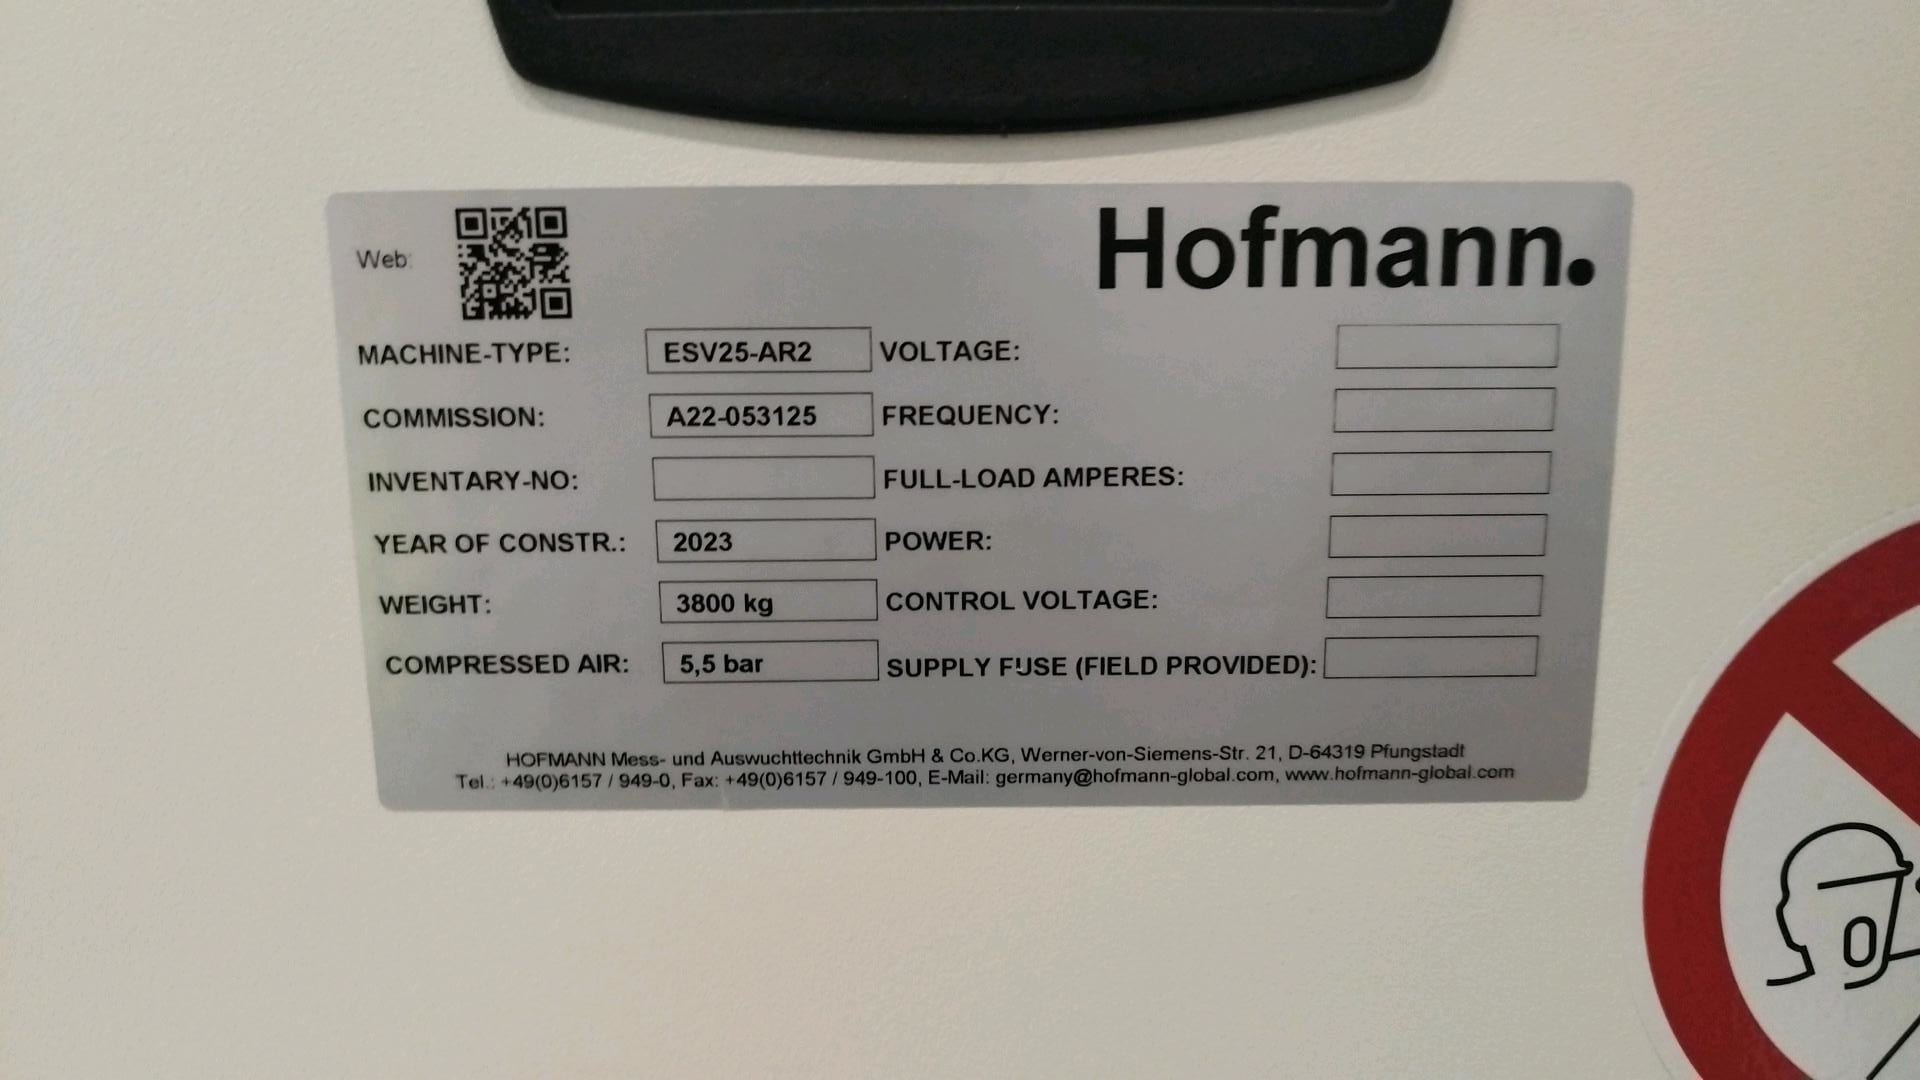 Web:
Hofmann.
MACHINE-TYPE: ESV25-AR2 VOLTAGE:
COMMISSION: A22-053125 FREQUENCY:
INVENTARY-NO: FULL-LOAD AMPERES:
YEAR OF CONSTR.: 2023 POWER:
WEIGHT: 3800 kg CONTROL VOLTAGE:
COMPRESSED AIR: 5,5 bar SUPPLY FUSE (FIELD PROVIDED):
HOFMANN Mess- und Auswuchttechnik GmbH & Co.KG, Werner-von-Siemens-Str. 21, D-64319 Pfungstadt
Tel.: +49(0)6157 / 949-0, Fax: +49(0)6157 / 949-100, E-Mail: germany@hofmann-global.com, www.hofmann-global.com